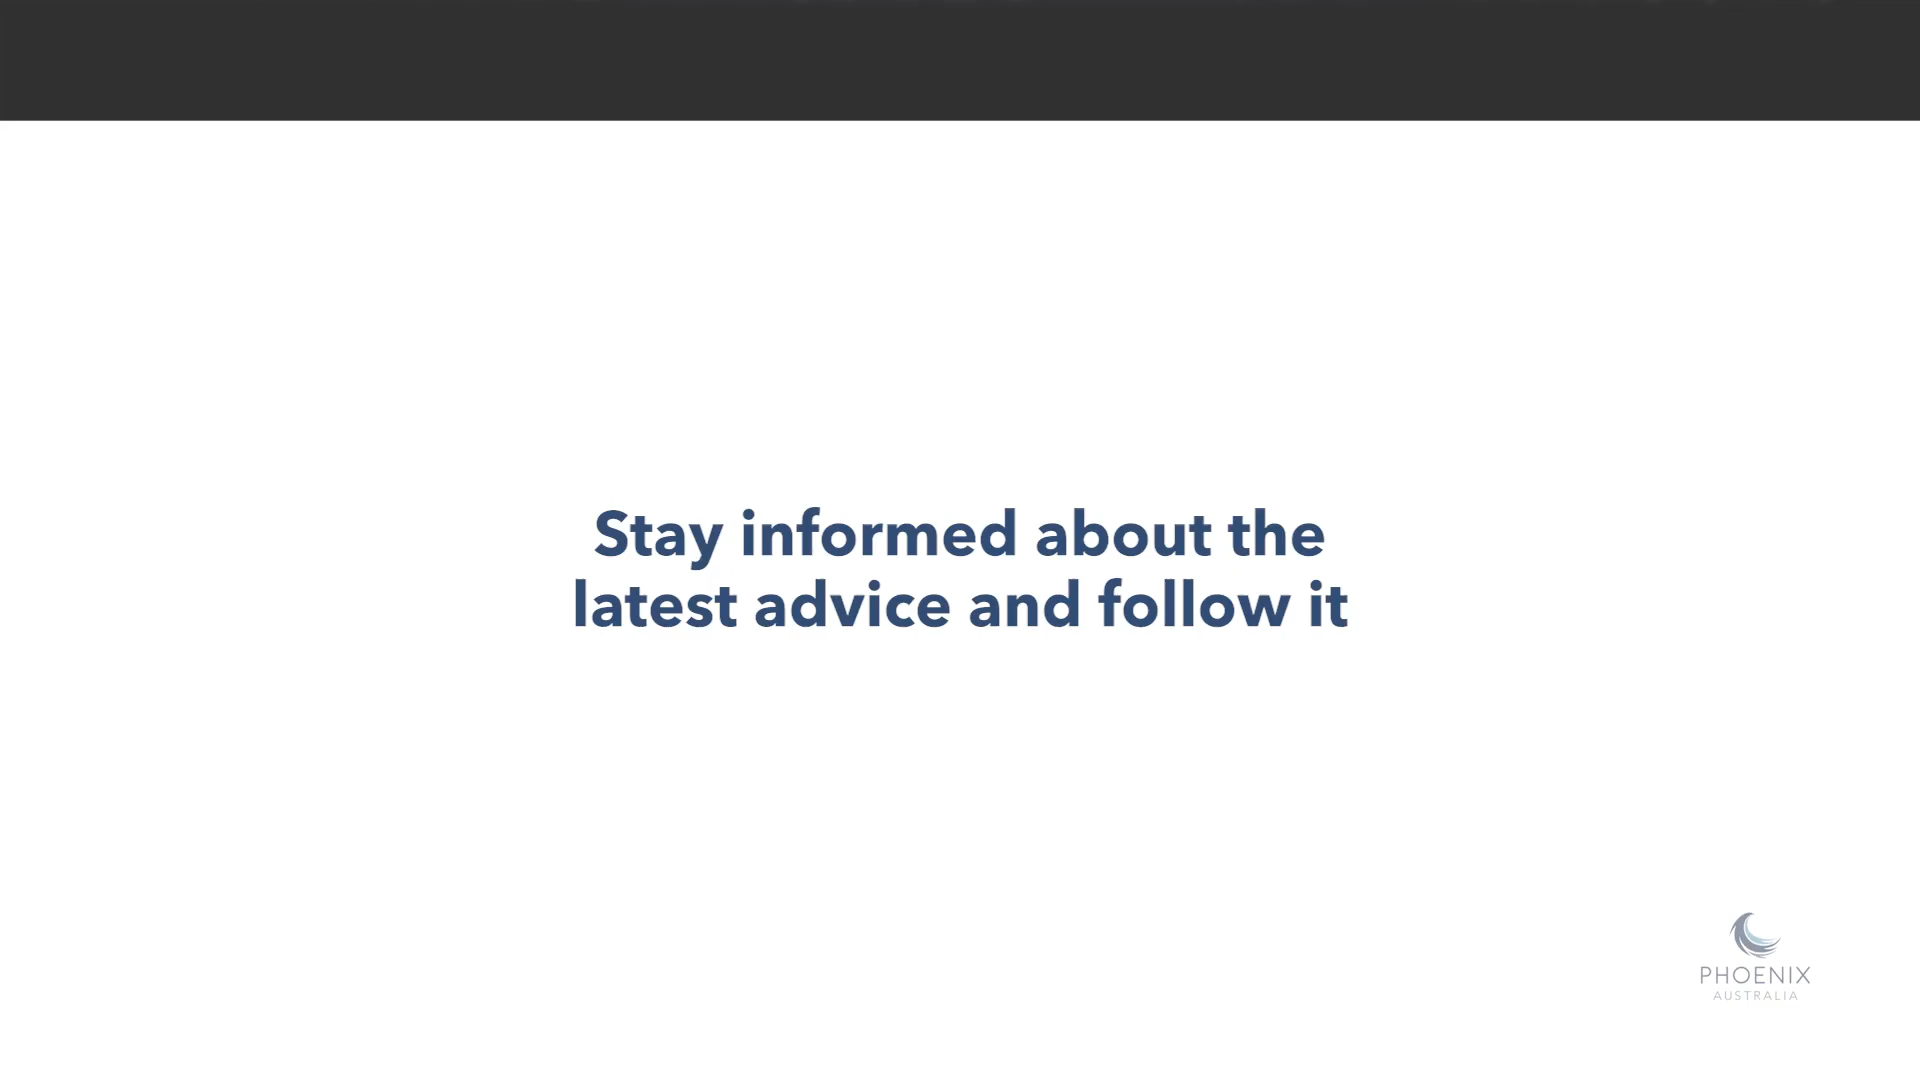 Stay informed about the
latest advice and follow it
PHOENIX
AUSTRALIA